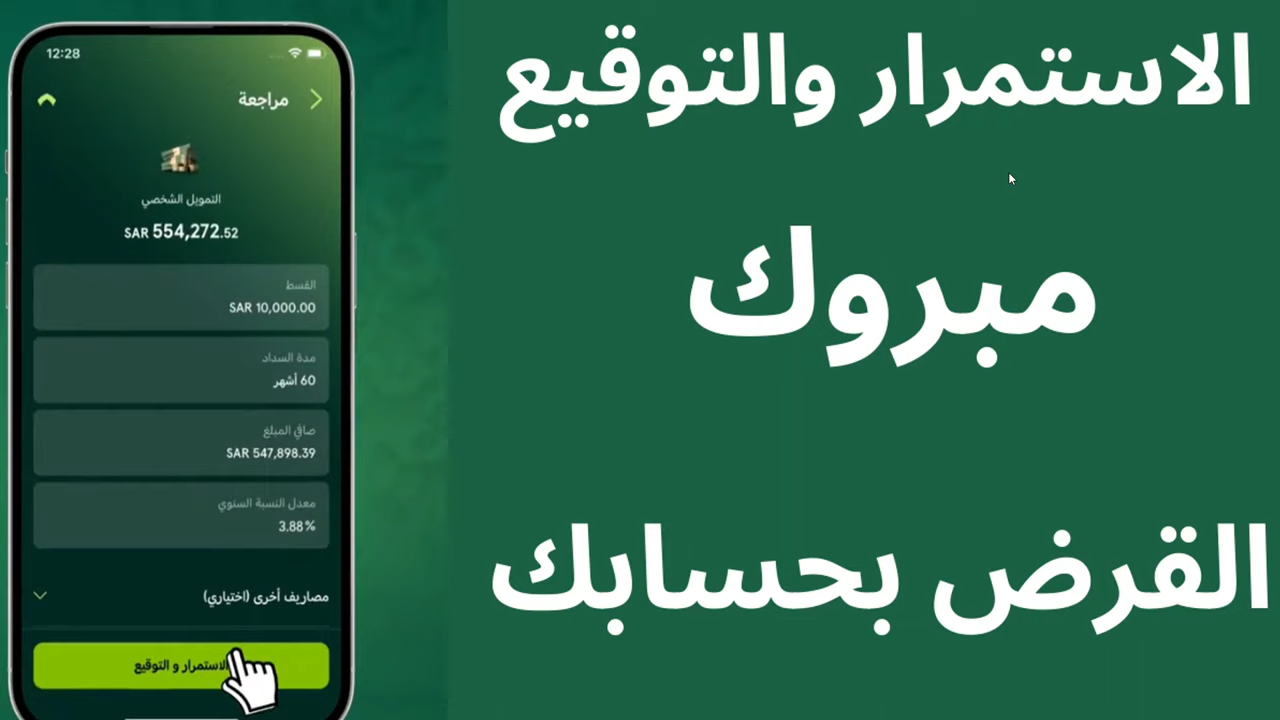 12:28
مراجعة
التمويل الشخصي
SAR 554,272.52
القسط
SAR 10,000.00
مدة السداد
60 أشهر
صافي المبلغ
SAR 547,898.39
معدل النسبة السنوي
3.88%
مصاريف أخرى (اختياري)
الاستمرار و التوقيع
الاستمرار والتوقيع
مبروك
القرض بحسابك